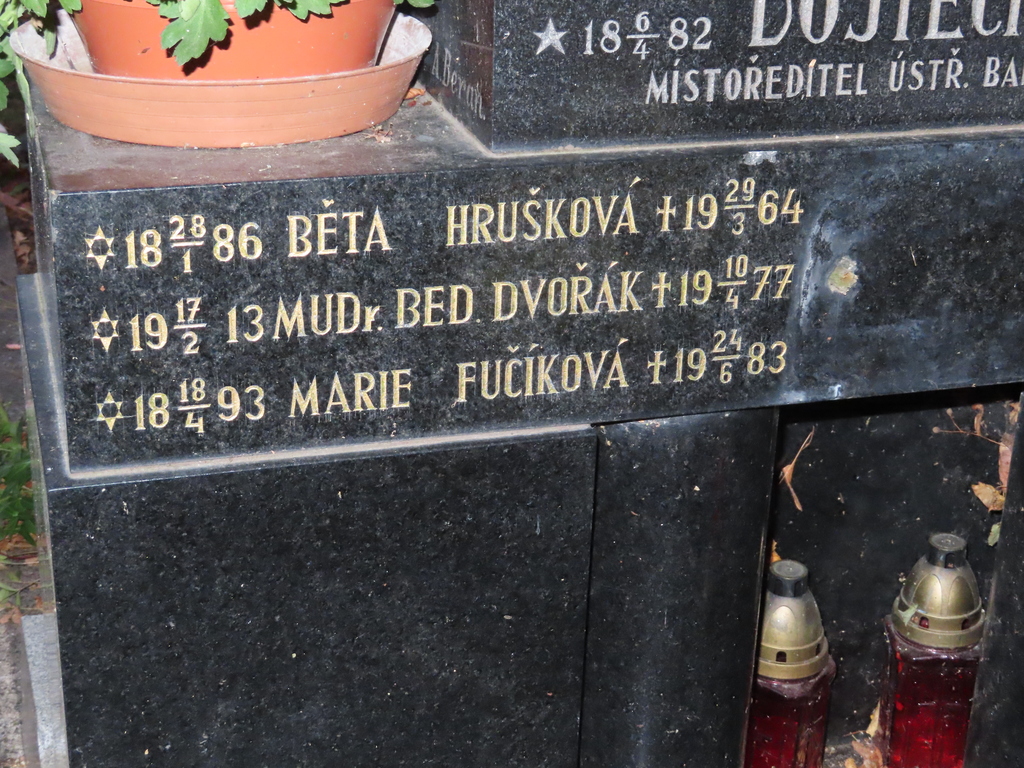 ★ 18 6/4 82
MÍSTOŘEDITEL ÚSTŘ.
A Beran
✡ 18 28/1 86 BĚTA HRUŠKOVÁ † 19 29/3 64
✡ 19 17/2 13 MUDr. BED. DVOŘÁK † 19 10/4 77
✡ 18 18/4 93 MARIE FUČÍKOVÁ † 19 24/6 83